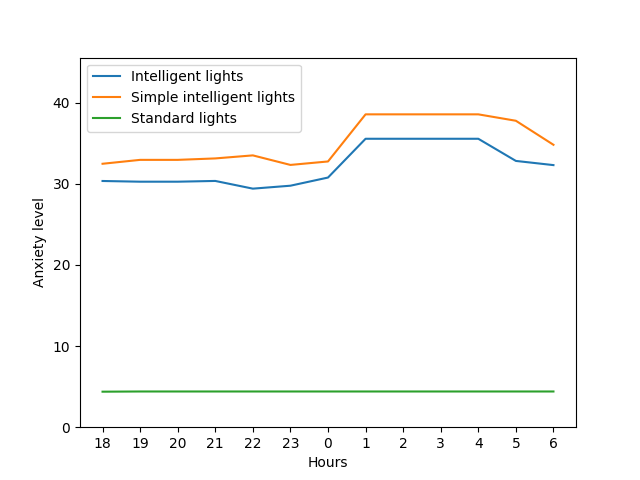 Intelligent lights
Simple intelligent lights
Standard lights
Anxiety level
40
30
20
10
0
18 19 20 21 22 23 0 1 2 3 4 5 6
Hours